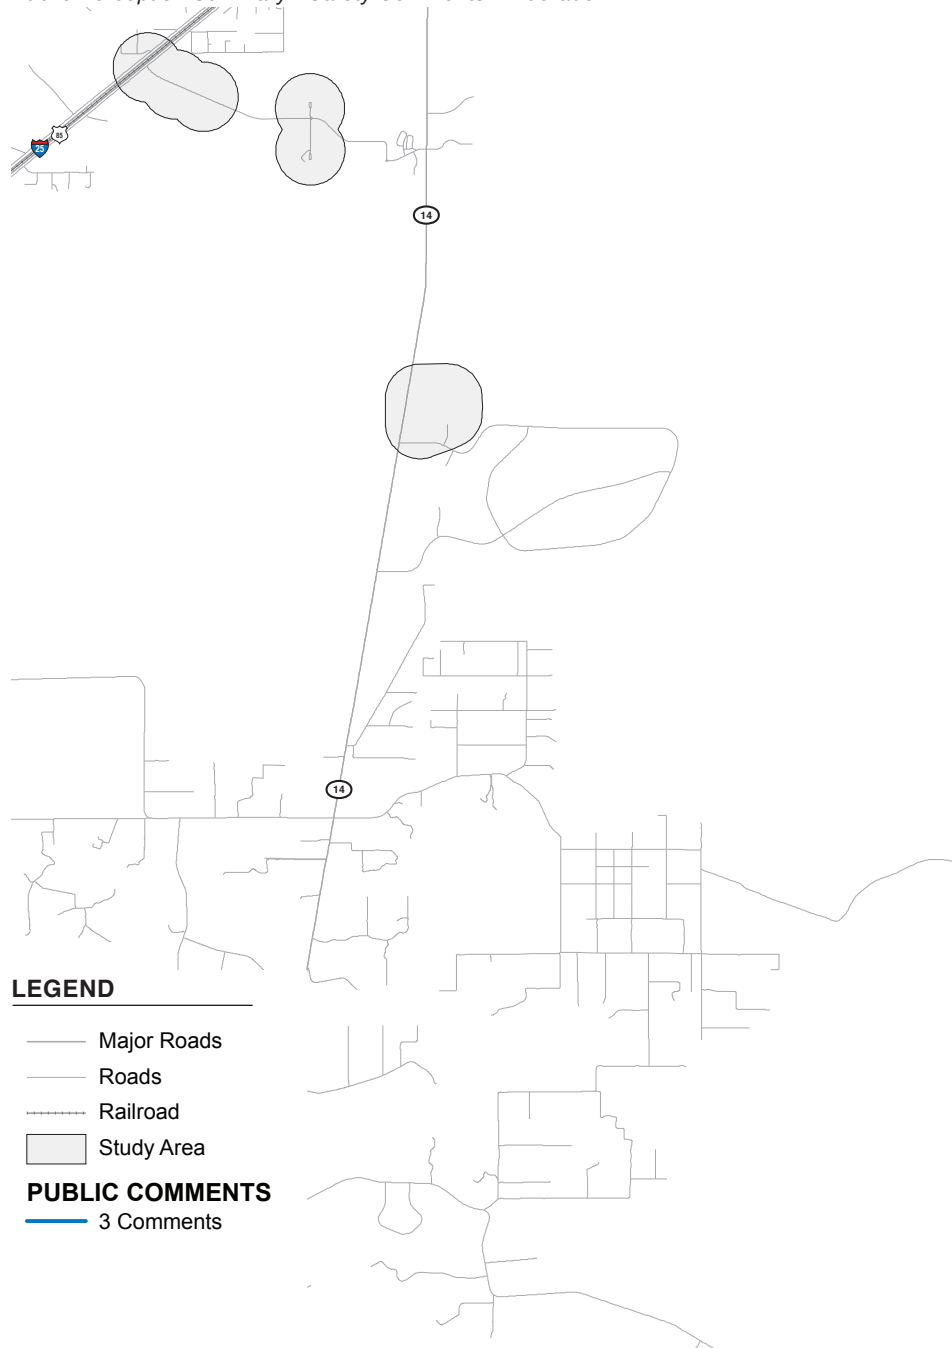 85
25
14
14
LEGEND
Major Roads
Roads
Railroad
Study Area
PUBLIC COMMENTS
3 Comments